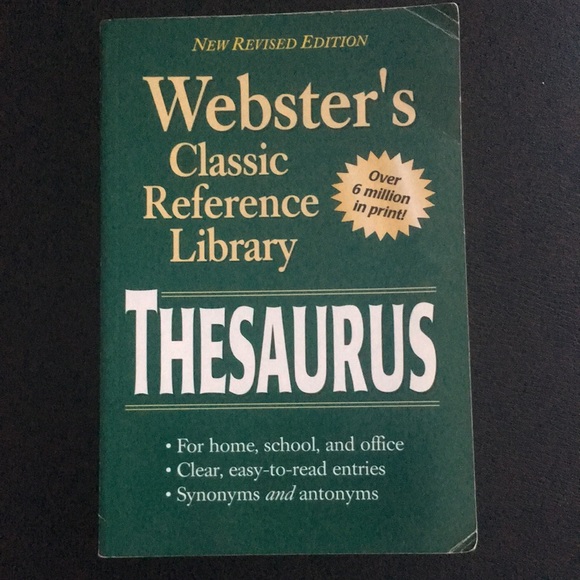 NEW REVISED EDITION
Webster's
Classic
Reference
Library
Over
6 million
in print!
THESAURUS
• For home, school, and office
• Clear, easy-to-read entries
• Synonyms and antonyms